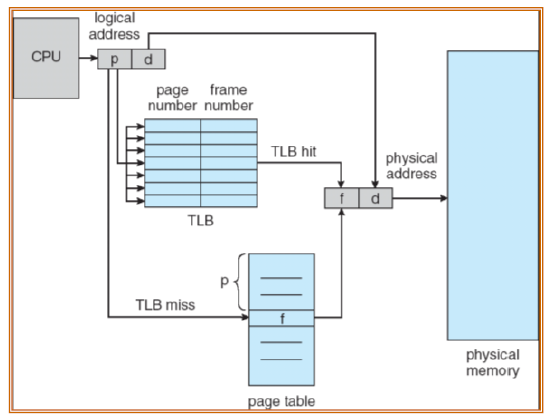 logical
address
CPU
p
d
page
number
frame
number
TLB hit
physical
address
f
d
TLB
p
TLB miss
f
physical
memory
page table